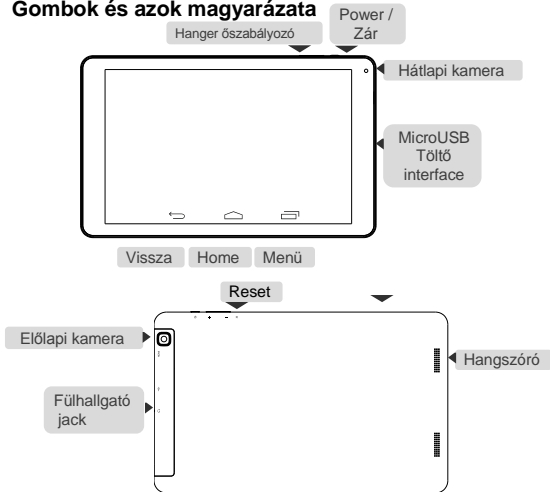 Gombok és azok magyarázata
Power /
Zár
Hanger őszabályozó
Hátlapi kamera
MicroUSB
Töltő
interface
Vissza
Home
Menü
Reset
Előlapi kamera
Hangszóró
Fülhallgató
jack